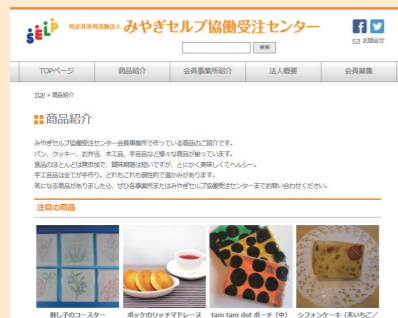 SELP
特定非営利活動法人 みやぎセルプ協働受注センター
検索
お問合せ
TOPページ
商品紹介
会員事業所紹介
法人概要
会員募集
TOP > 商品紹介
商品紹介
みやぎセルプ協働受注センター会員事業所で作っている商品のご紹介です。
パン、クッキー、お弁当、木工品、手芸品など様々な商品が揃っています。
食品のほとんどは無添加で、賞味期限は短いですが、とにかく美味しくてヘルシー。
手工芸品は全てが手作り。どれもこれも個性的で温かみがあります。
気になる商品がありましたら、ぜひ各事業所またはみやぎセルプ協働受注センターまでお問い合わせください。
注目の商品
刺し子のコースター
ポッケのリッチマドレーヌ
tam tam dot ポーチ（中）
シフォンケーキ（木いちご／